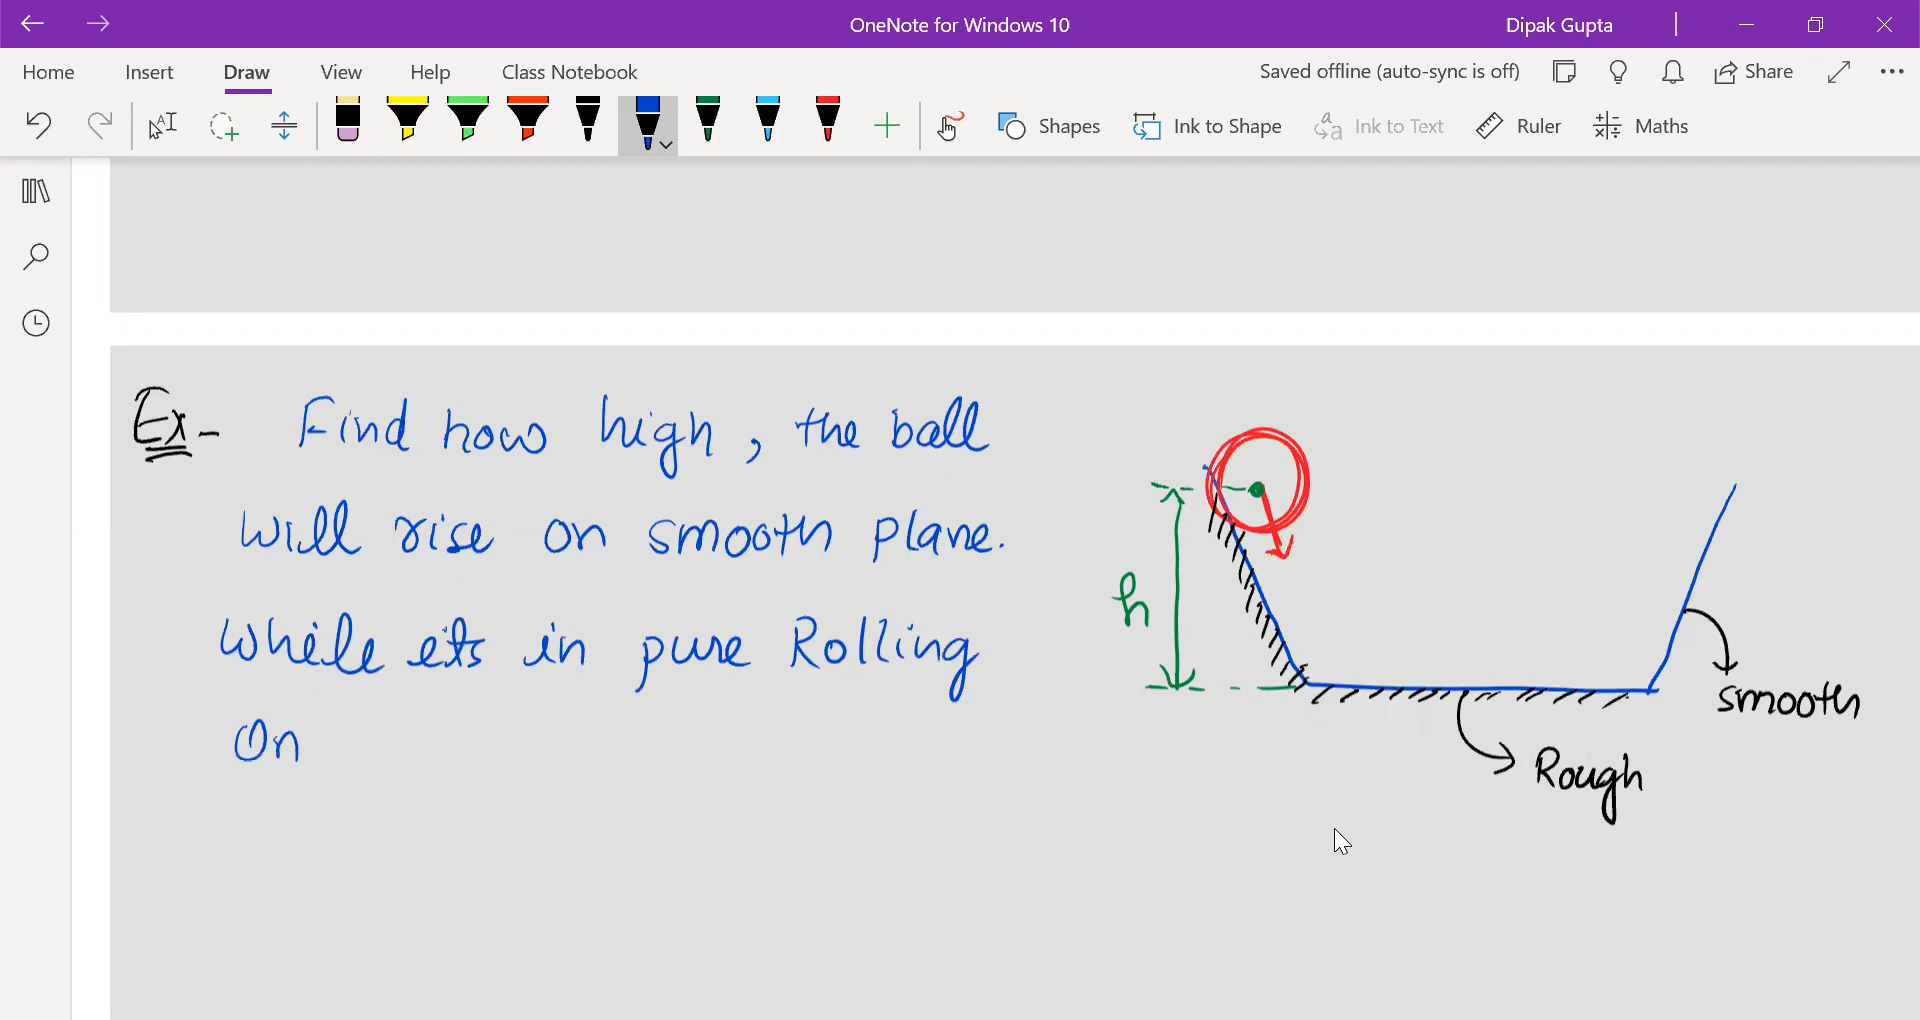 OneNote for Windows 10
Dipak Gupta
Home Insert Draw View Help Class Notebook
Saved offline (auto-sync is off) Share
Shapes Ink to Shape Ink to Text Ruler Maths
Ex- Find how high, the ball
will rise on smooth plane.
While its in pure Rolling
On
h
smooth
Rough